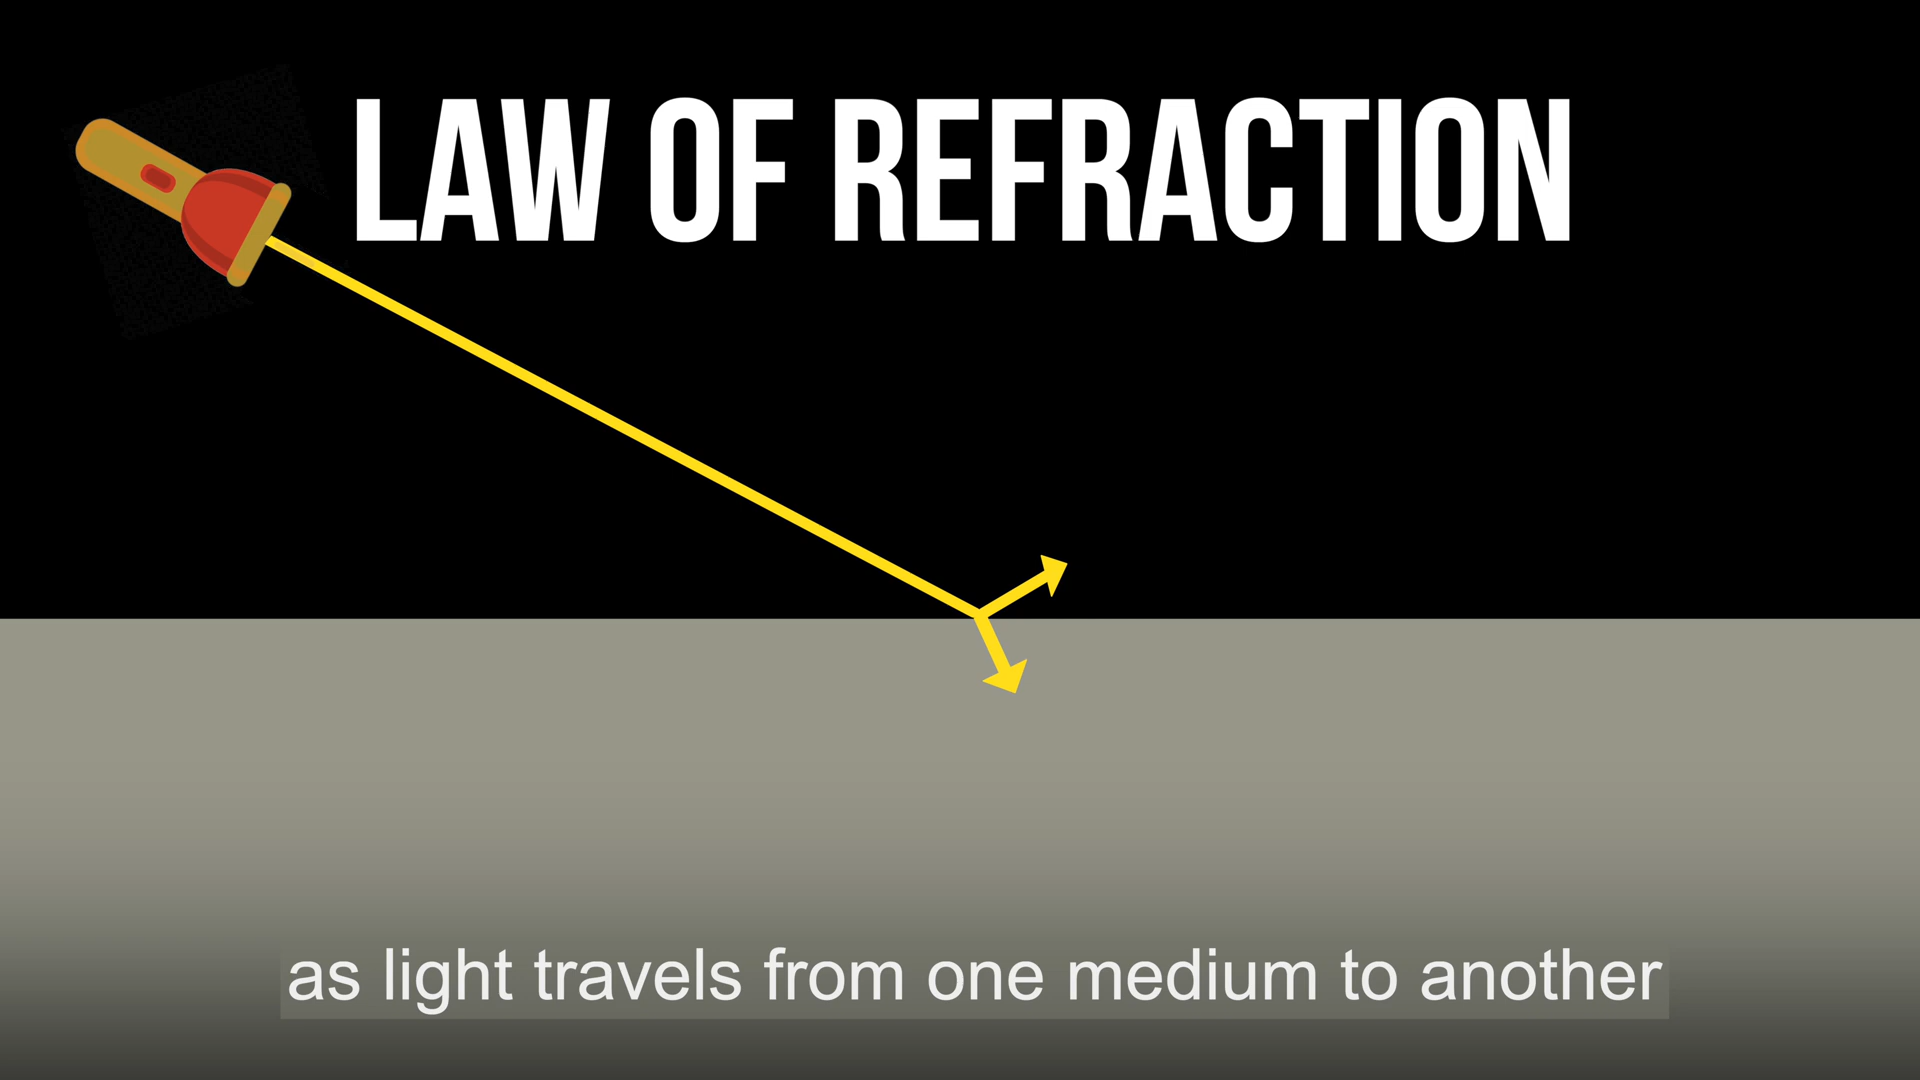 LAW OF REFRACTION
as light travels from one medium to another